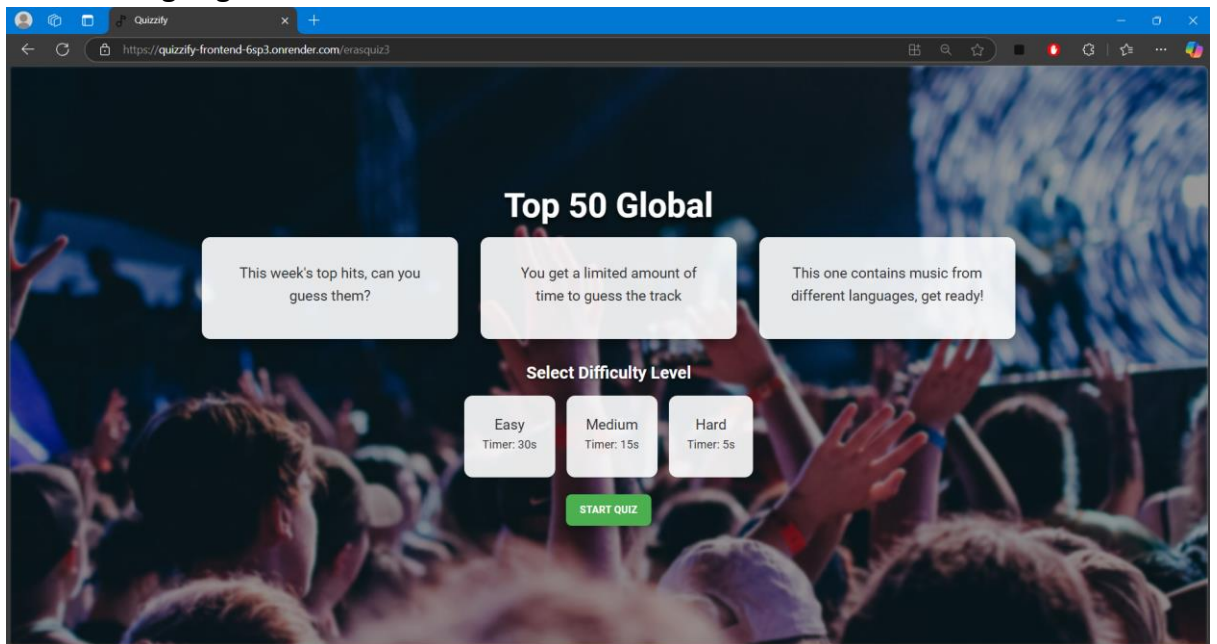 Quizzify
https://quizzify-frontend-6sp3.onrender.com/erasquiz3
Top 50 Global
This week's top hits, can you
guess them?
You get a limited amount of
time to guess the track
This one contains music from
different languages, get ready!
Select Difficulty Level
Easy
Timer: 30s
Medium
Timer: 15s
Hard
Timer: 5s
START QUIZ